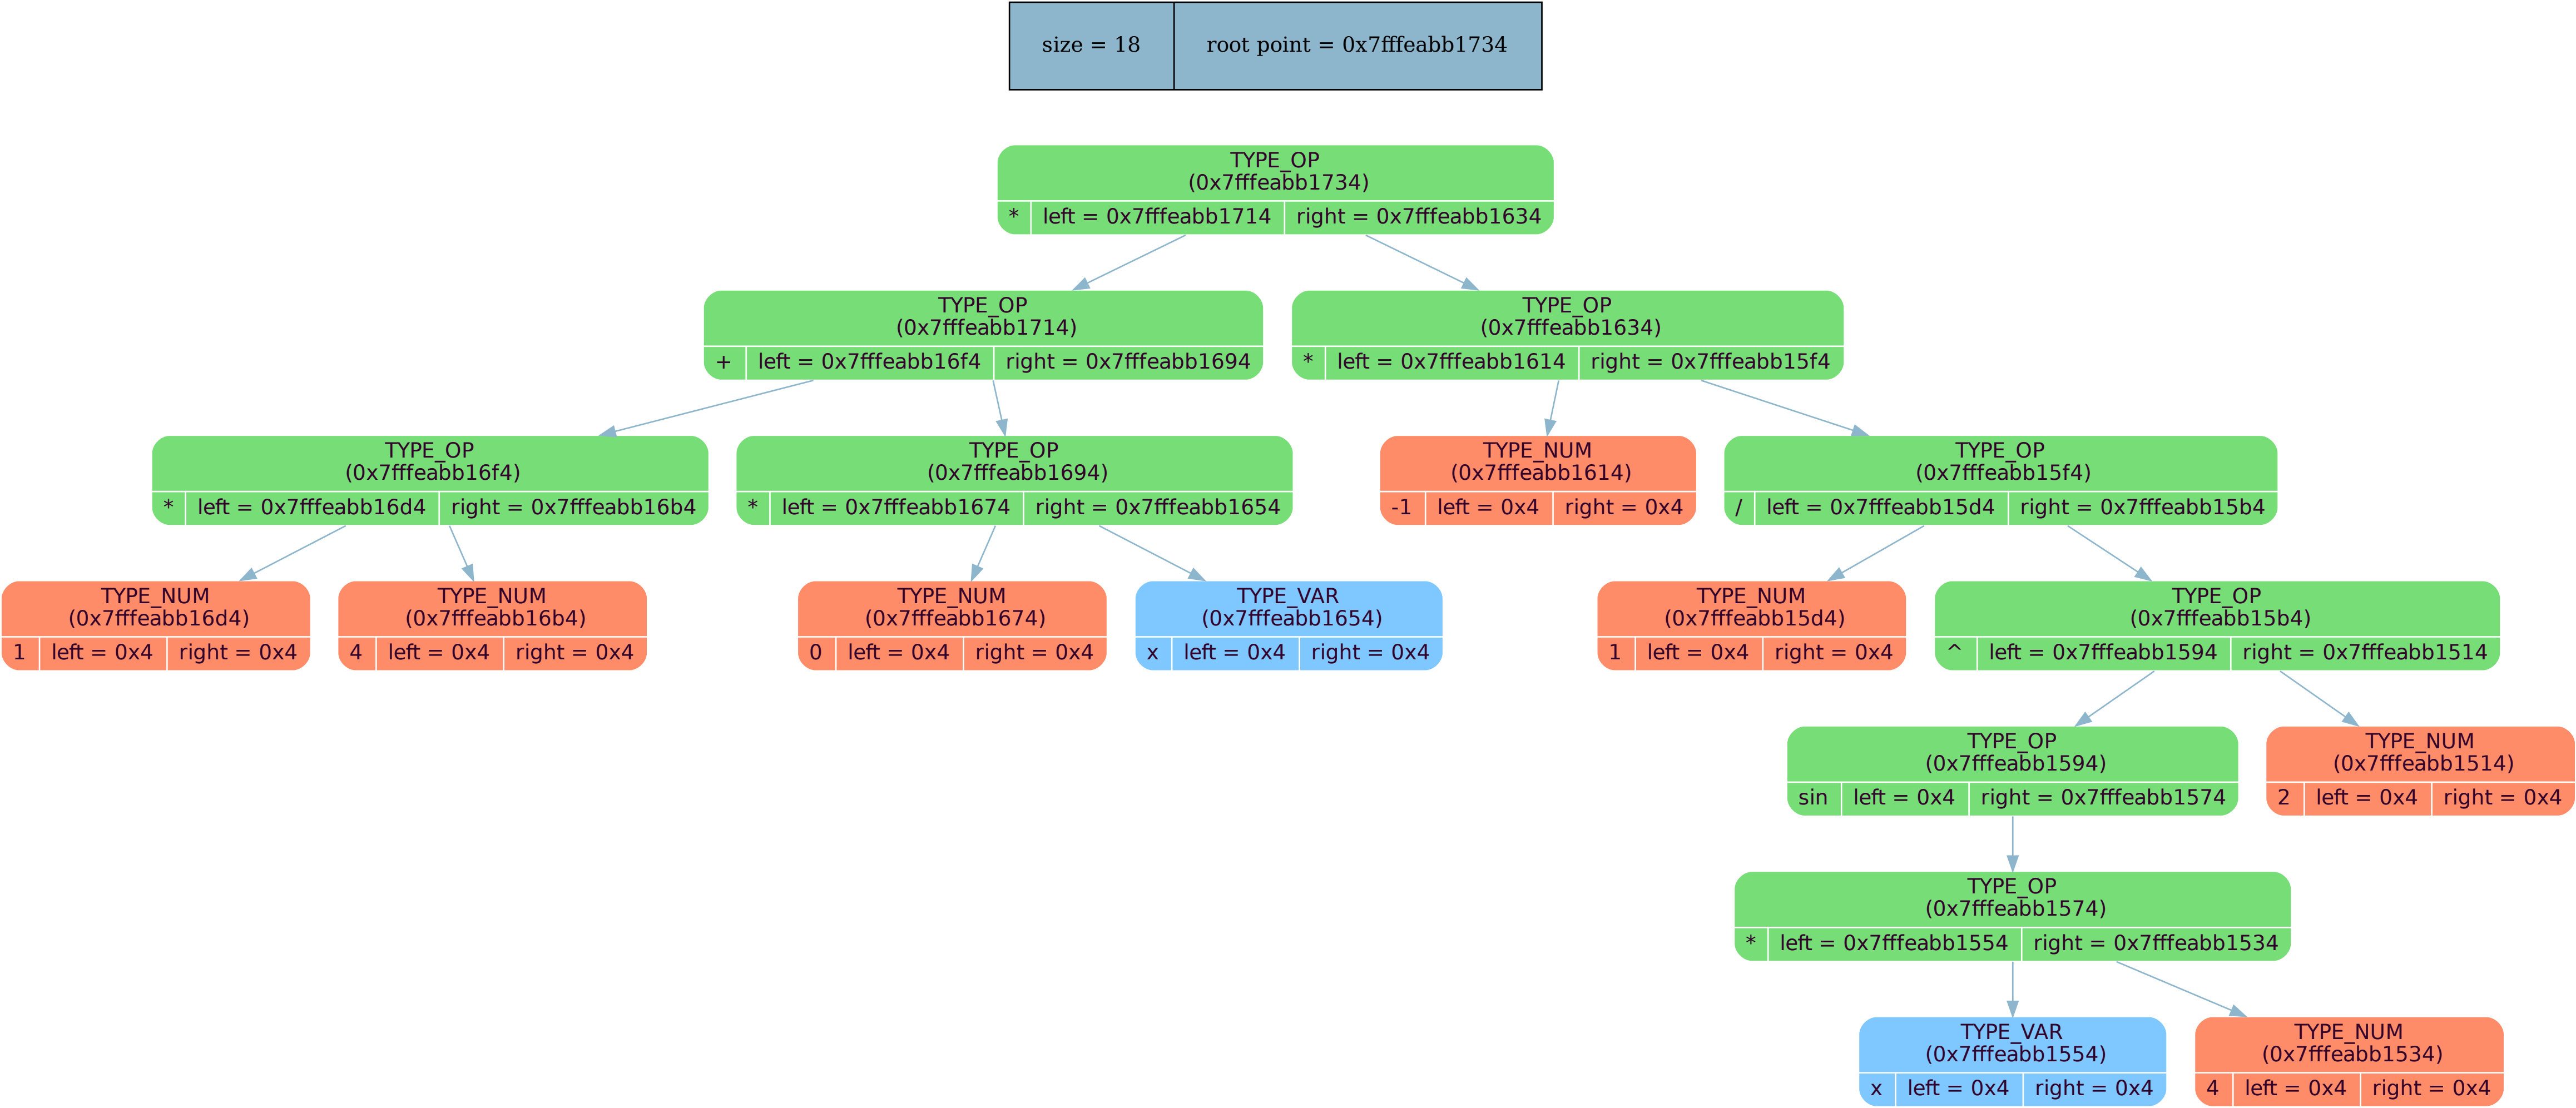 size = 18 root point = 0x7fffeabb1734
TYPE_OP
(0x7fffeabb1734)
* left = 0x7fffeabb1714 right = 0x7fffeabb1634
TYPE_OP
(0x7fffeabb1714)
+ left = 0x7fffeabb16f4 right = 0x7fffeabb1694
TYPE_OP
(0x7fffeabb1634)
* left = 0x7fffeabb1614 right = 0x7fffeabb15f4
TYPE_OP
(0x7fffeabb16f4)
* left = 0x7fffeabb16d4 right = 0x7fffeabb16b4
TYPE_OP
(0x7fffeabb1694)
* left = 0x7fffeabb1674 right = 0x7fffeabb1654
TYPE_NUM
(0x7fffeabb1614)
-1 left = 0x4 right = 0x4
TYPE_OP
(0x7fffeabb15f4)
/ left = 0x7fffeabb15d4 right = 0x7fffeabb15b4
TYPE_NUM
(0x7fffeabb16d4)
1 left = 0x4 right = 0x4
TYPE_NUM
(0x7fffeabb16b4)
4 left = 0x4 right = 0x4
TYPE_NUM
(0x7fffeabb1674)
0 left = 0x4 right = 0x4
TYPE_VAR
(0x7fffeabb1654)
x left = 0x4 right = 0x4
TYPE_NUM
(0x7fffeabb15d4)
1 left = 0x4 right = 0x4
TYPE_OP
(0x7fffeabb15b4)
^ left = 0x7fffeabb1594 right = 0x7fffeabb1514
TYPE_OP
(0x7fffeabb1594)
sin left = 0x4 right = 0x7fffeabb1574
TYPE_NUM
(0x7fffeabb1514)
2 left = 0x4 right = 0x4
TYPE_OP
(0x7fffeabb1574)
* left = 0x7fffeabb1554 right = 0x7fffeabb1534
TYPE_VAR
(0x7fffeabb1554)
x left = 0x4 right = 0x4
TYPE_NUM
(0x7fffeabb1534)
4 left = 0x4 right = 0x4